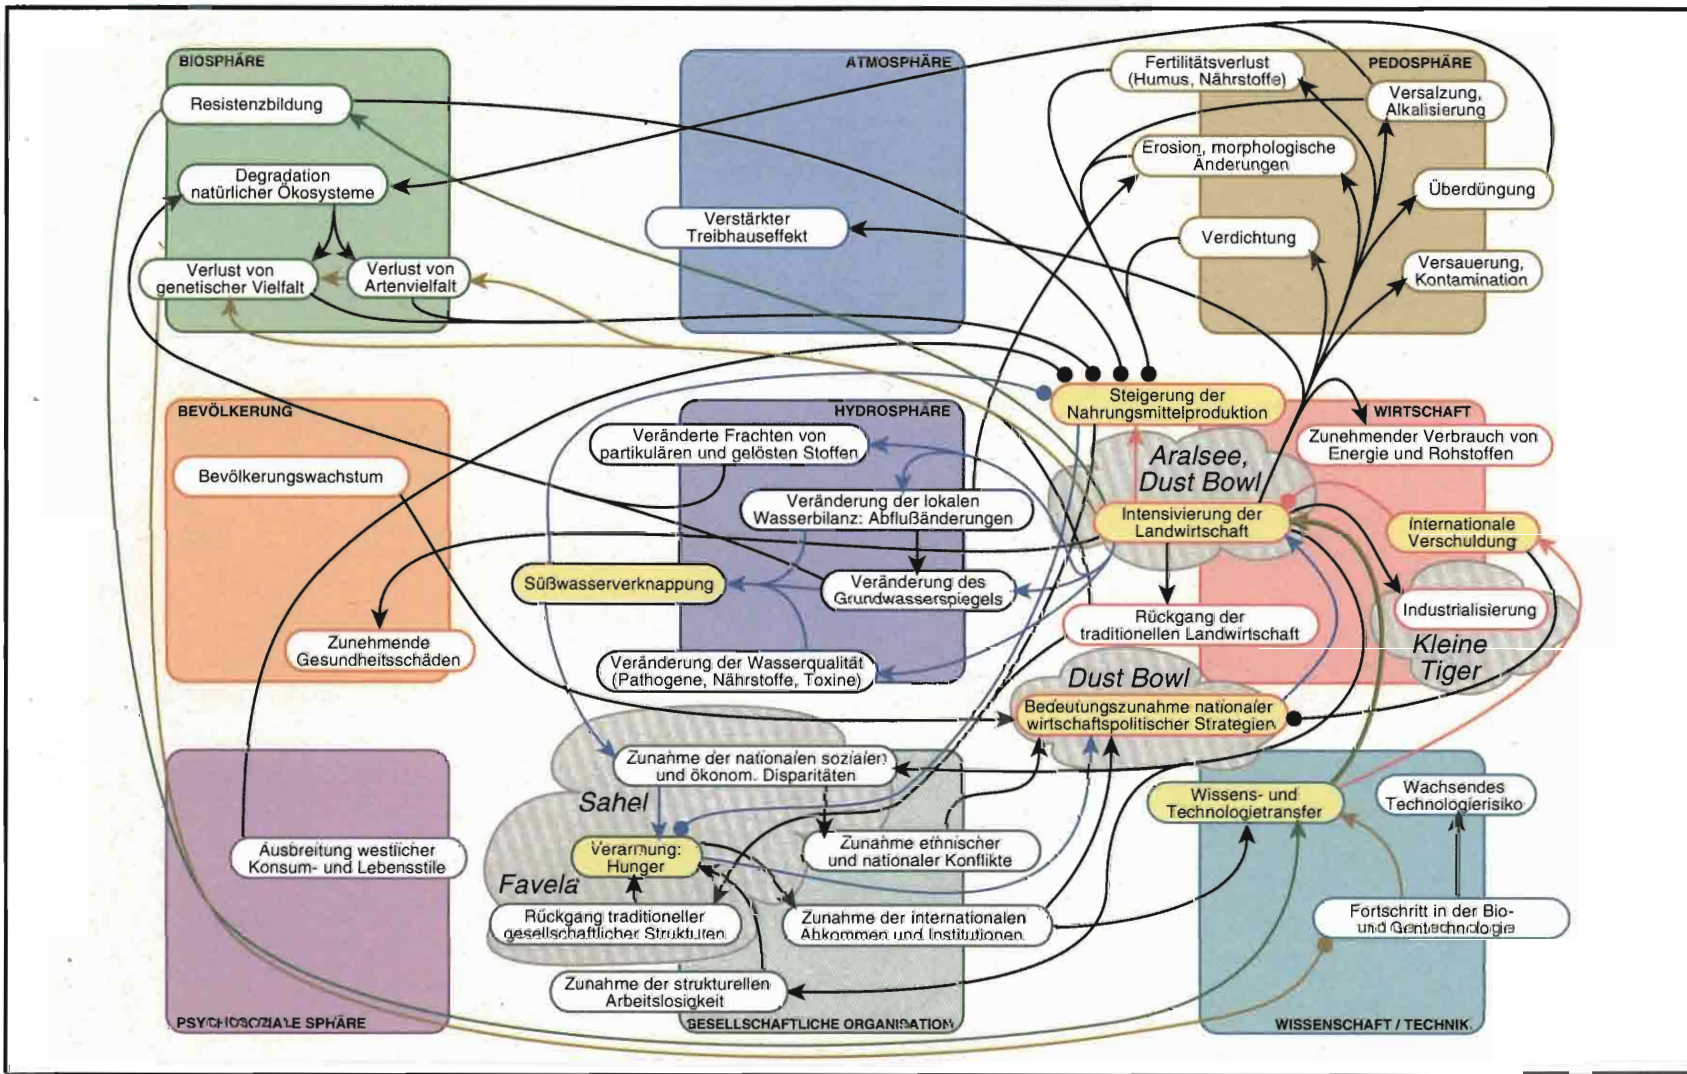 BIOSPHÄRE
Resistenzbildung
Degradation
natürlicher Ökosysteme
Verlust von
genetischer Vielfalt
Verlust von
Artenvielfalt
ATMOSPHÄRE
Verstärkter
Treibhauseffekt
PEDOSPHÄRE
Fertilitätsverlust
(Humus, Nährstoffe)
Versalzung,
Alkalisierung
Erosion, morphologische
Änderungen
Überdüngung
Verdichtung
Versauerung,
Kontamination
BEVÖLKERUNG
Bevölkerungswachstum
Zunehmende
Gesundheitsschäden
HYDROSPHÄRE
Veränderte Frachten von
partikulären und gelösten Stoffen
Veränderung der lokalen
Wasserbilanz: Abflußänderungen
Süßwasserverknappung
Veränderung des
Grundwasserspiegels
Veränderung der Wasserqualität
(Pathogene, Nährstoffe, Toxine)
WIRTSCHAFT
Steigerung der
Nahrungsmittelproduktion
Zunehmender Verbrauch von
Energie und Rohstoffen
Aralsee,
Dust Bowl
Intensivierung der
Landwirtschaft
Internationale
Verschuldung
Industrialisierung
Kleine
Tiger
Rückgang der
traditionellen Landwirtschaft
Dust Bowl
Bedeutungszunahme nationaler
wirtschaftspolitischer Strategien
PSYCHOSOZIALE SPHÄRE
Ausbreitung westlicher
Konsum- und Lebensstile
GESELLSCHAFTLICHE ORGANISATION
Zunahme der nationalen sozialen
und ökonom. Disparitäten
Sahel
Verarmung:
Hunger
Zunahme ethnischer
und nationaler Konflikte
Favela
Rückgang traditioneller
gesellschaftlicher Strukturen
Zunahme der internationalen
Abkommen und Institutionen
Zunahme der strukturellen
Arbeitslosigkeit
WISSENSCHAFT / TECHNIK
Wissens- und
Technologietransfer
Wachsendes
Technologierisiko
Fortschritt in der Bio-
und Gentechnologie